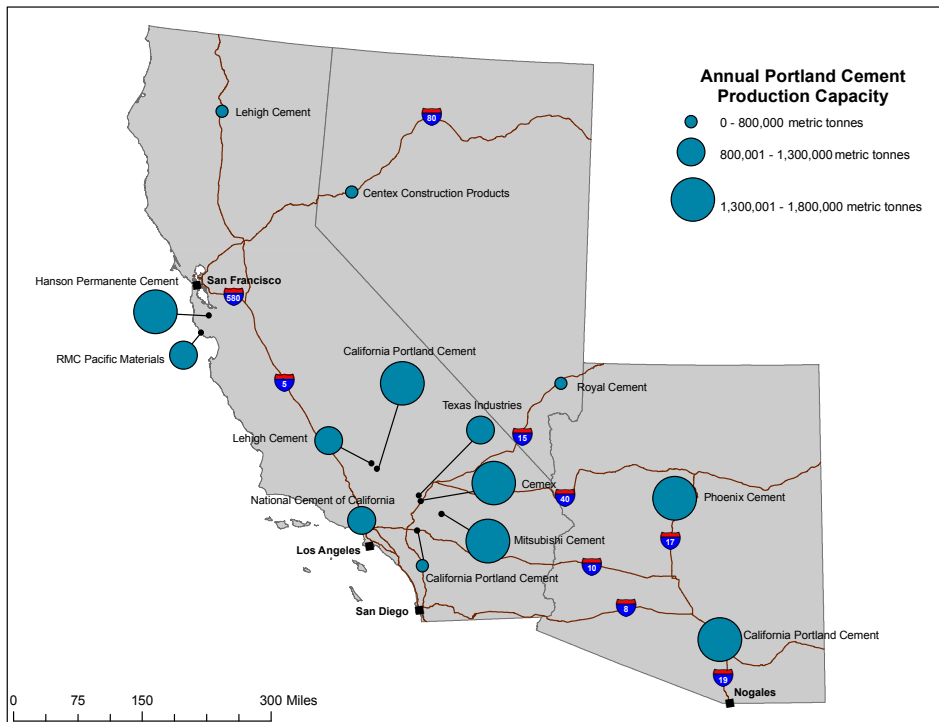 Annual Portland Cement
Production Capacity
0 - 800,000 metric tonnes
800,001 - 1,300,000 metric tonnes
1,300,001 - 1,800,000 metric tonnes
Lehigh Cement
80
Centex Construction Products
Hanson Permanente Cement
San Francisco
580
RMC Pacific Materials
California Portland Cement
5
Royal Cement
Texas Industries
15
Lehigh Cement
Cemex
40
Phoenix Cement
National Cement of California
Mitsubishi Cement
17
Los Angeles
10
California Portland Cement
8
San Diego
California Portland Cement
19
Nogales
0 75 150 300 Miles